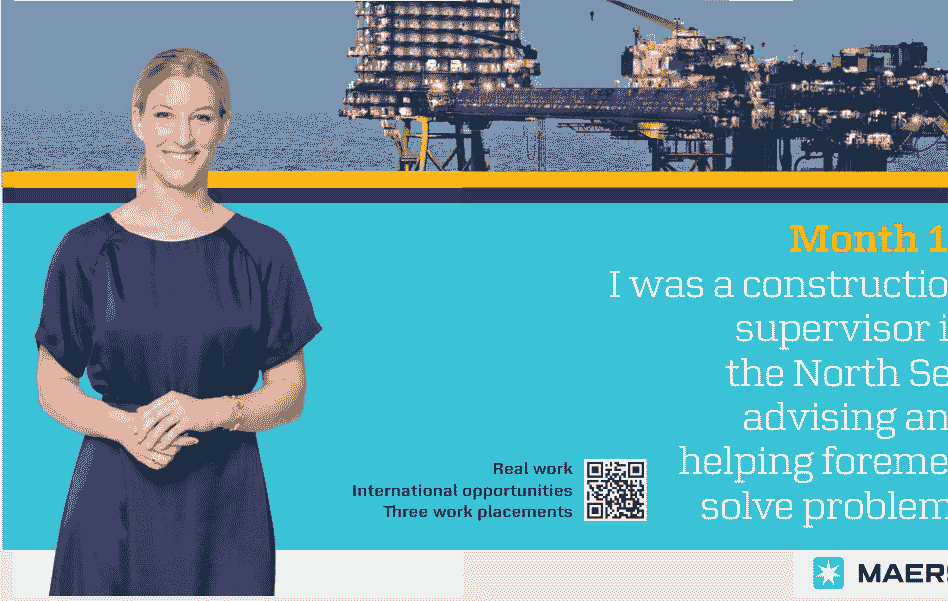 Month 1
I was a constructio
supervisor i
the North Se
advising an
helping foreme
solve problem
Real work
International opportunities
Three work placements
MAERS